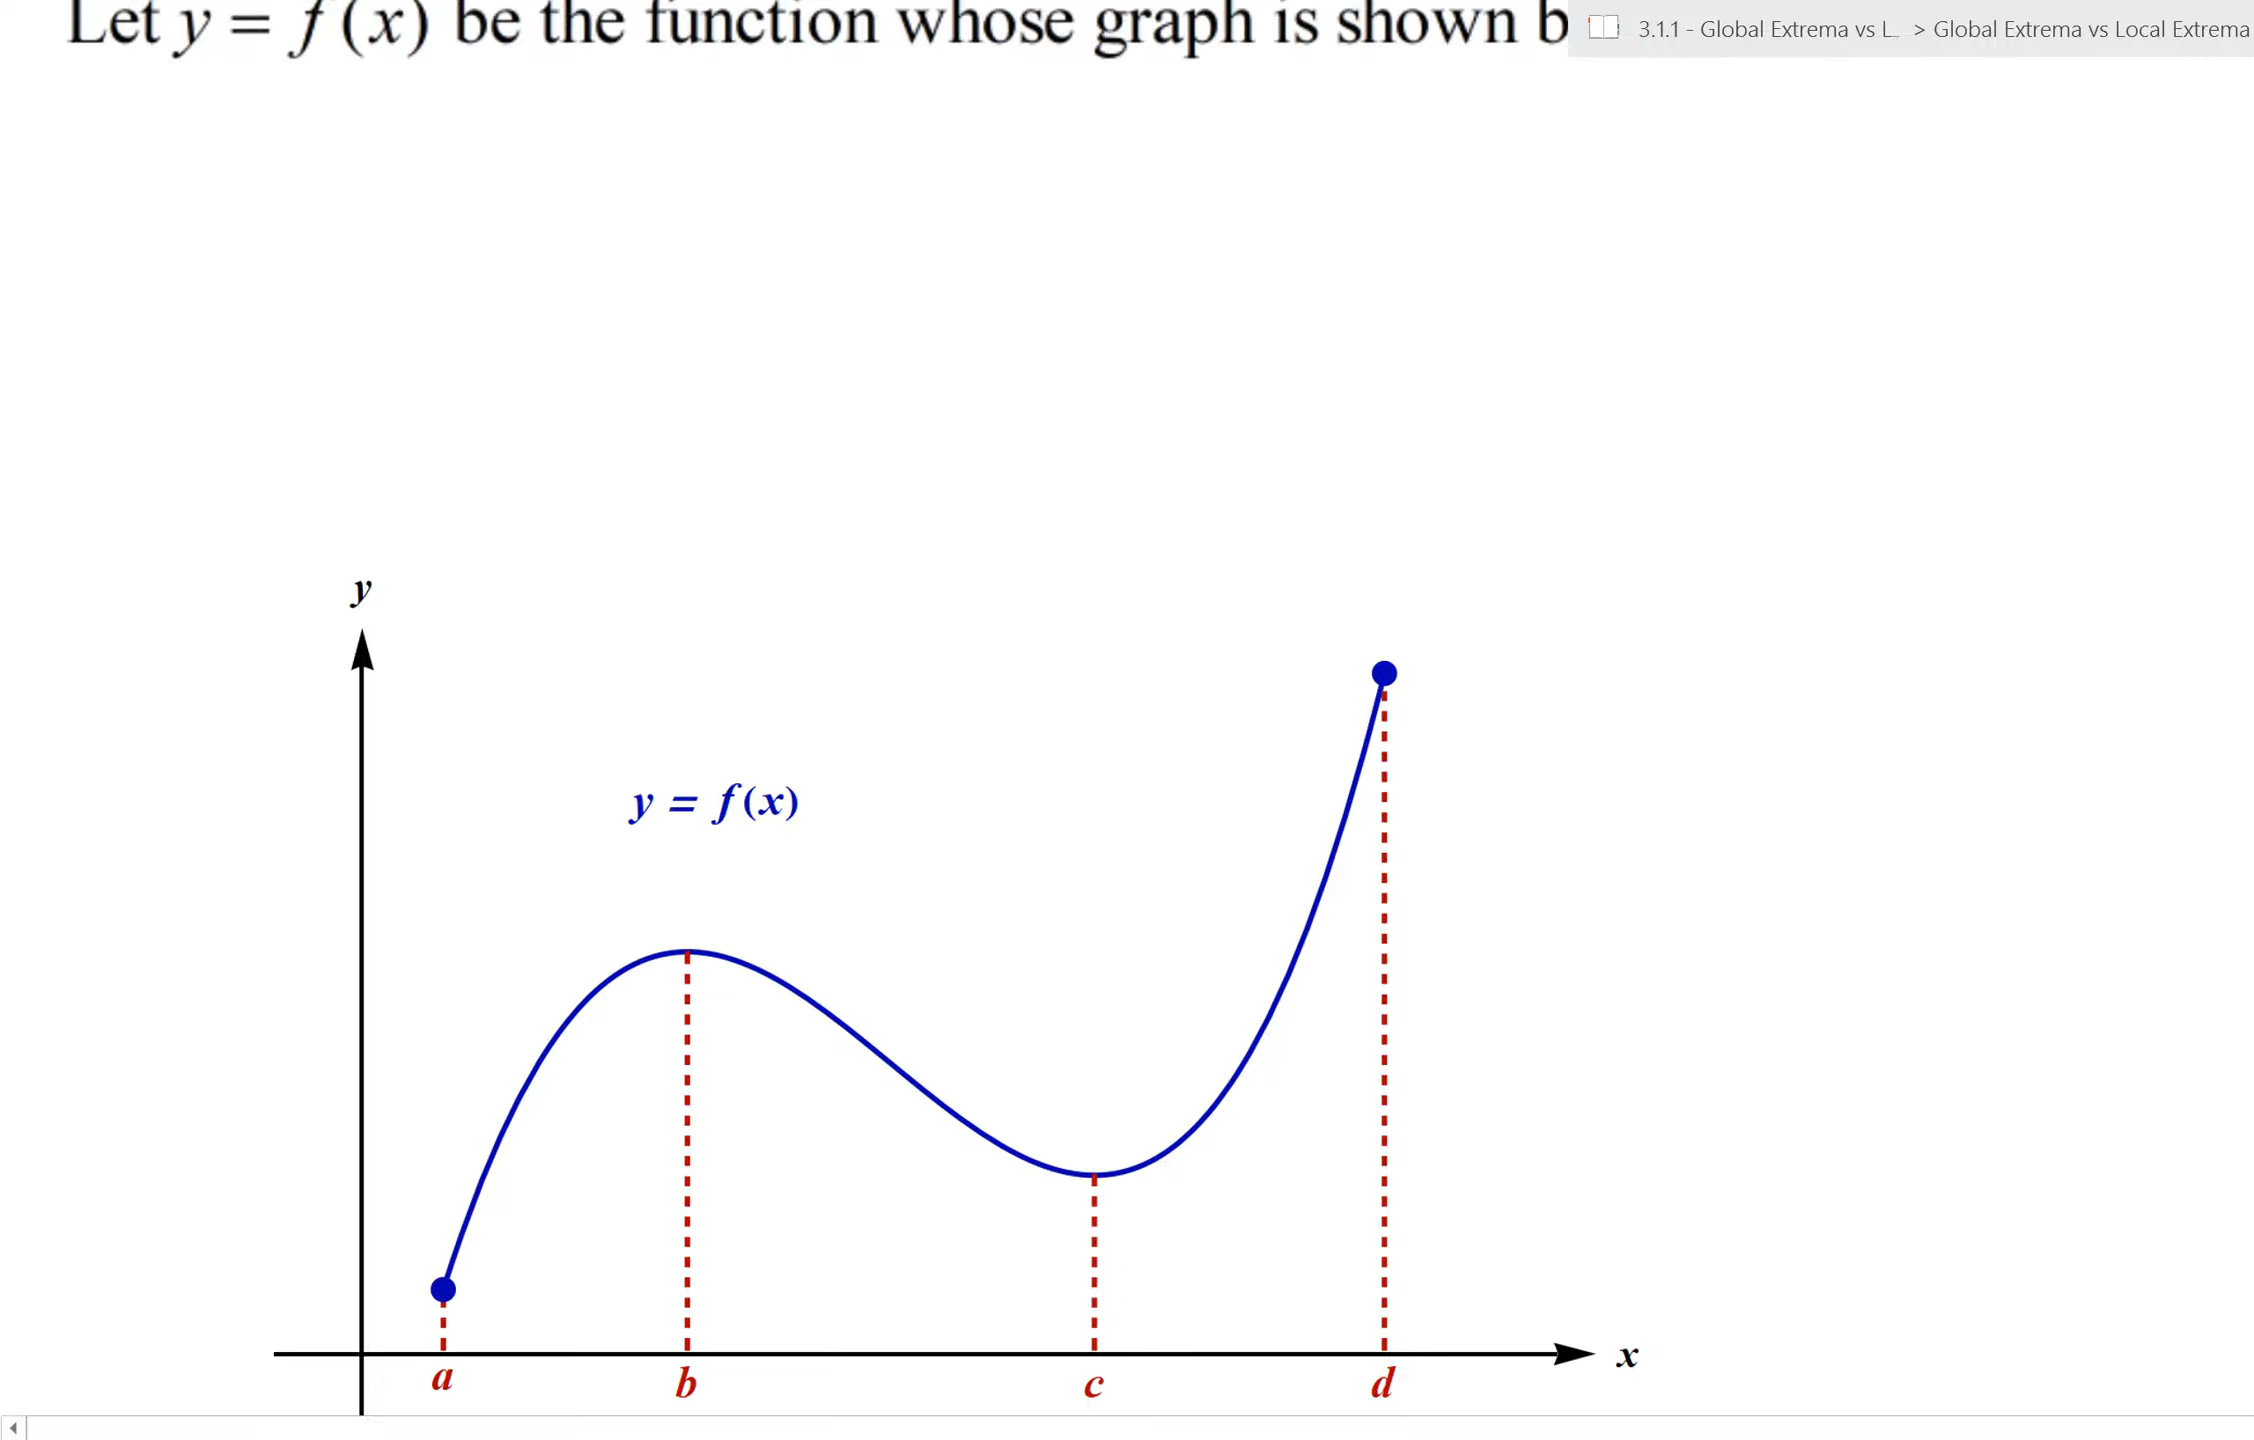 Let y = f(x) be the function whose graph is shown b
3.1.1 - Global Extrema vs L... > Global Extrema vs Local Extrema
y
y = f(x)
x
a b c d